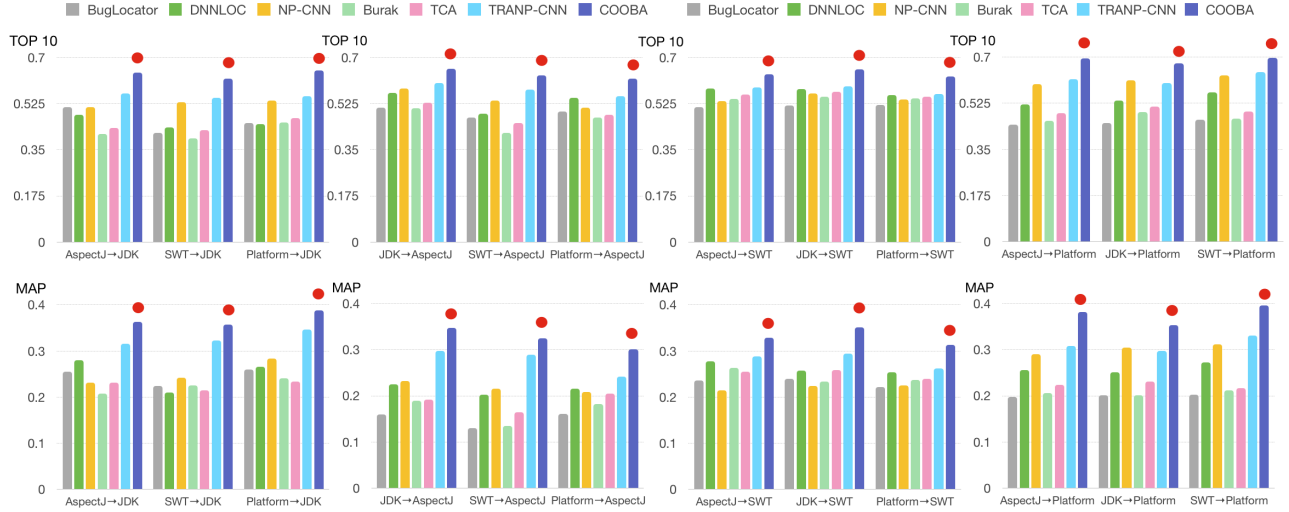 BugLocator DNNLOC NP-CNN Burak TCA TRANP-CNN COOBA
BugLocator DNNLOC NP-CNN Burak TCA TRANP-CNN COOBA
TOP 10
0.7
0.525
0.35
0.175
0
AspectJ→JDK SWT→JDK Platform→JDK
TOP 10
0.7
0.525
0.35
0.175
0
JDK→AspectJ SWT→AspectJ Platform→AspectJ
TOP 10
0.7
0.525
0.35
0.175
0
AspectJ→SWT JDK→SWT Platform→SWT
TOP 10
0.7
0.525
0.35
0.175
0
AspectJ→Platform JDK→Platform SWT→Platform
MAP
0.4
0.3
0.2
0.1
0
AspectJ→JDK SWT→JDK Platform→JDK
MAP
0.4
0.3
0.2
0.1
0
JDK→AspectJ SWT→AspectJ Platform→AspectJ
MAP
0.4
0.3
0.2
0.1
0
AspectJ→SWT JDK→SWT Platform→SWT
MAP
0.4
0.3
0.2
0.1
0
AspectJ→Platform JDK→Platform SWT→Platform